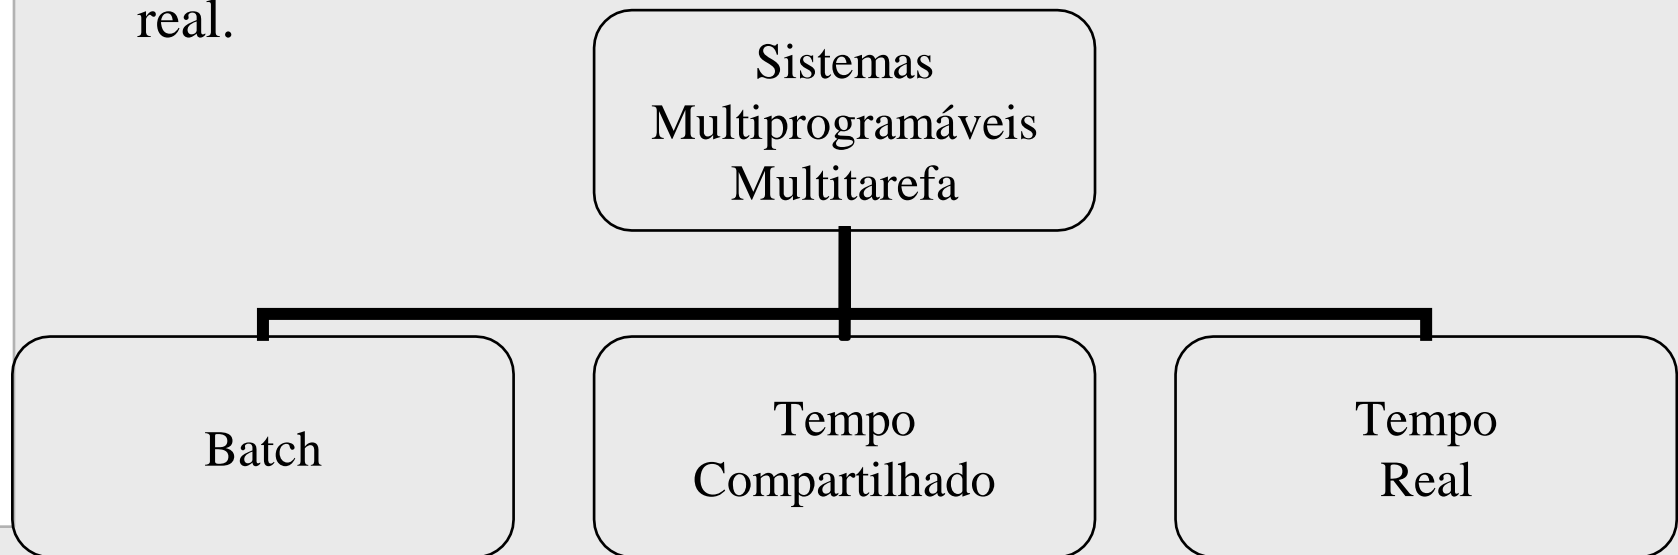 real.
Sistemas
Multiprogramáveis
Multitarefa
Batch
Tempo
Compartilhado
Tempo
Real